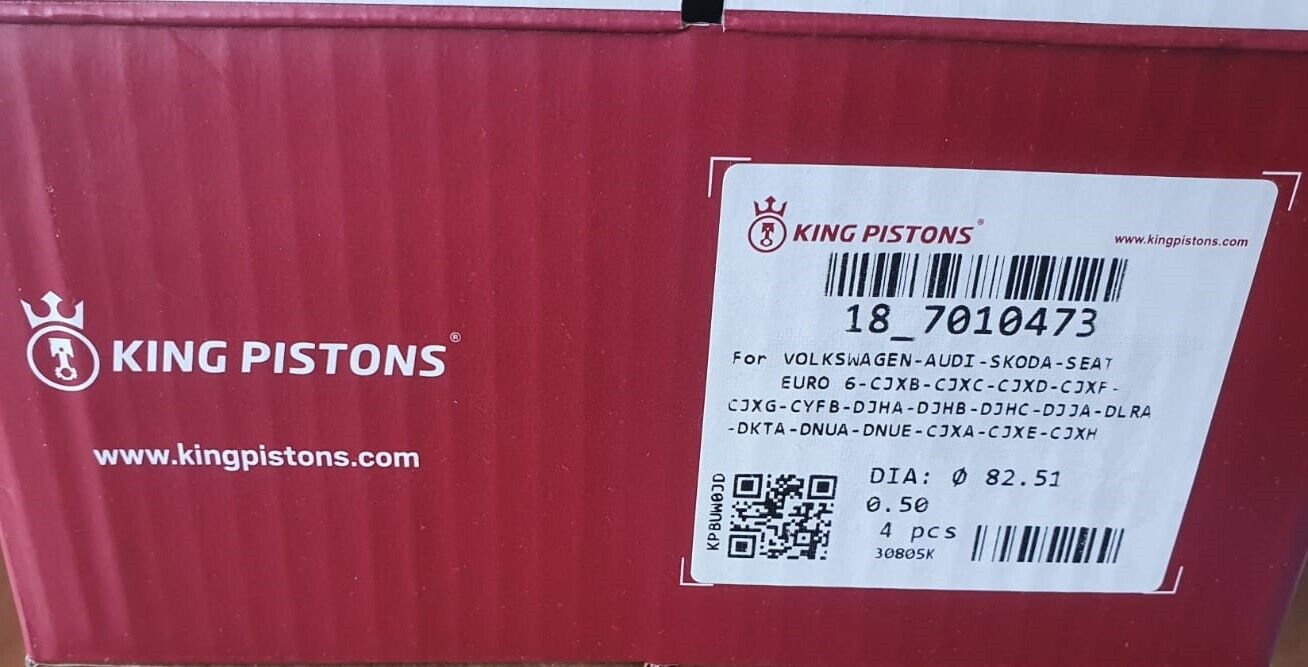 KING PISTONS®
www.kingpistons.com
KING PISTONS®
www.kingpistons.com
18_7010473
For VOLKSWAGEN-AUDI-SKODA-SEAT
EURO 6-CJXB-CJXC-CJXD-CJXF-
CJXG-CYFB-DJHA-DJHB-DJHC-DJJA-DLRA
-DKTA-DNUA-DNUE-CJXA-CJXE-CJXH
KPBUW0JD
DIA: Ø 82.51
0.50
4 pcs
30805K